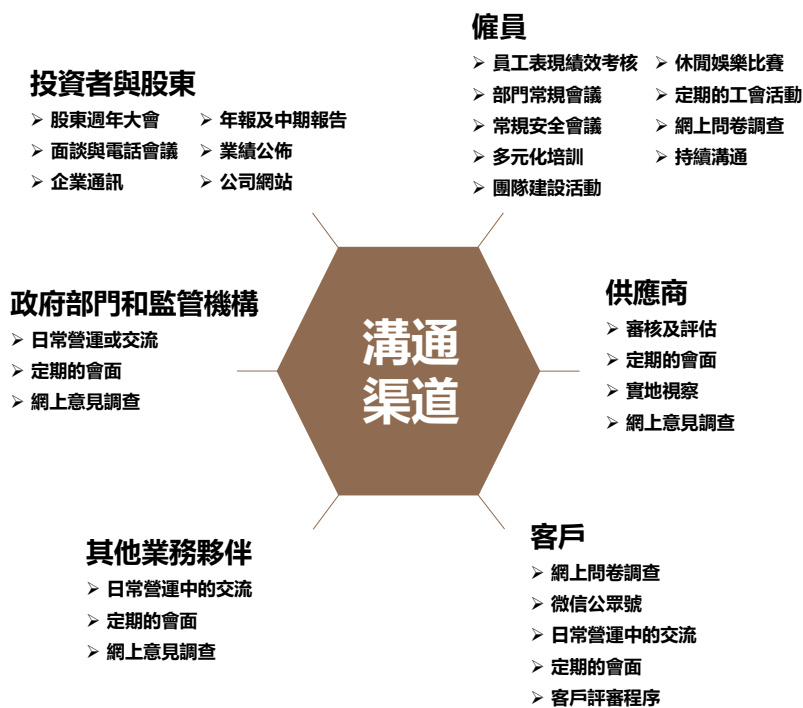 僱員
➢ 員工表現績效考核
➢ 部門常規會議
➢ 常規安全會議
➢ 多元化培訓
➢ 團隊建設活動
➢ 休閒娛樂比賽
➢ 定期的工會活動
➢ 網上問卷調查
➢ 持續溝通
投資者與股東
➢ 股東週年大會
➢ 面談與電話會議
➢ 企業通訊
➢ 年報及中期報告
➢ 業績公佈
➢ 公司網站
政府部門和監管機構
➢ 日常營運或交流
➢ 定期的會面
➢ 網上意見調查
溝通
渠道
供應商
➢ 審核及評估
➢ 定期的會面
➢ 實地視察
➢ 網上意見調查
其他業務夥伴
➢ 日常營運中的交流
➢ 定期的會面
➢ 網上意見調查
客戶
➢ 網上問卷調查
➢ 微信公眾號
➢ 日常營運中的交流
➢ 定期的會面
➢ 客戶評審程序